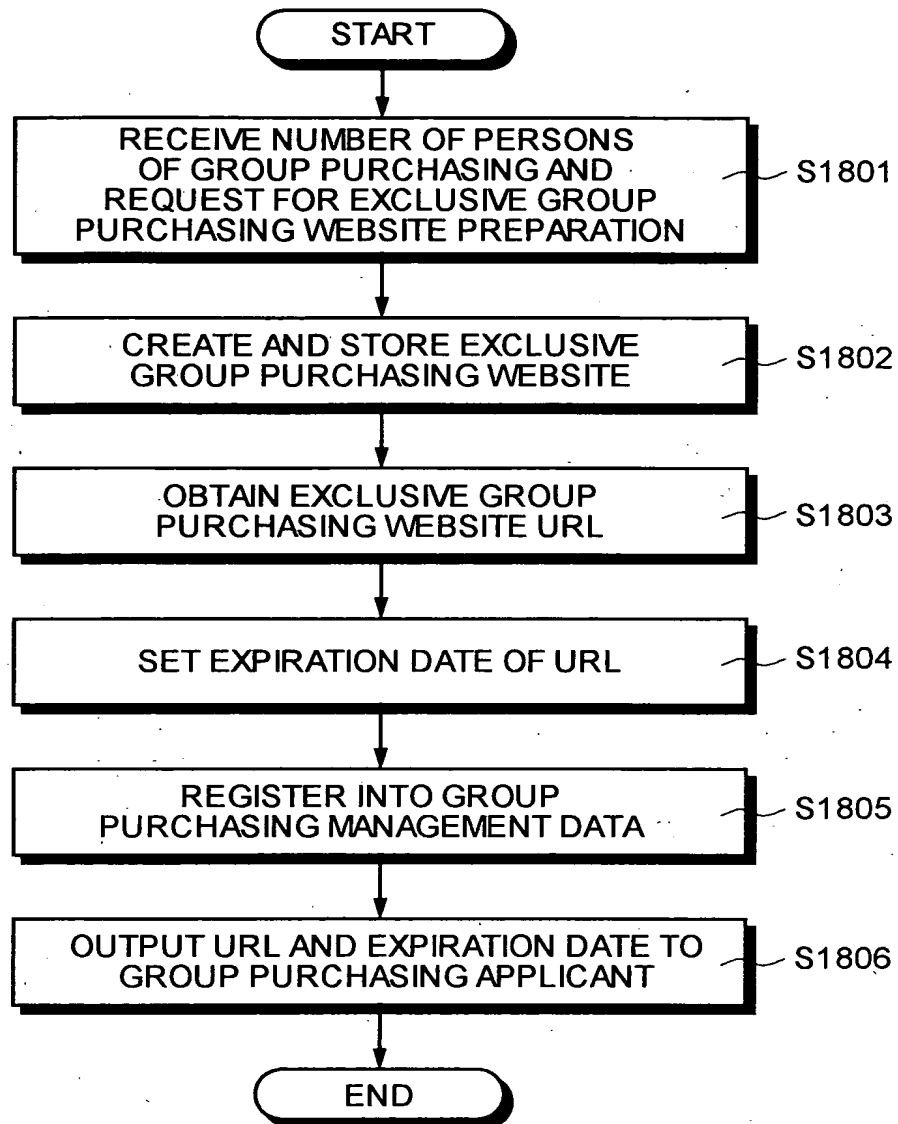 START
RECEIVE NUMBER OF PERSONS
OF GROUP PURCHASING AND
REQUEST FOR EXCLUSIVE GROUP
PURCHASING WEBSITE PREPARATION
S1801
CREATE AND STORE EXCLUSIVE
GROUP PURCHASING WEBSITE
S1802
OBTAIN EXCLUSIVE GROUP
PURCHASING WEBSITE URL
S1803
SET EXPIRATION DATE OF URL
S1804
REGISTER INTO GROUP
PURCHASING MANAGEMENT DATA
S1805
OUTPUT URL AND EXPIRATION DATE TO
GROUP PURCHASING APPLICANT
S1806
END